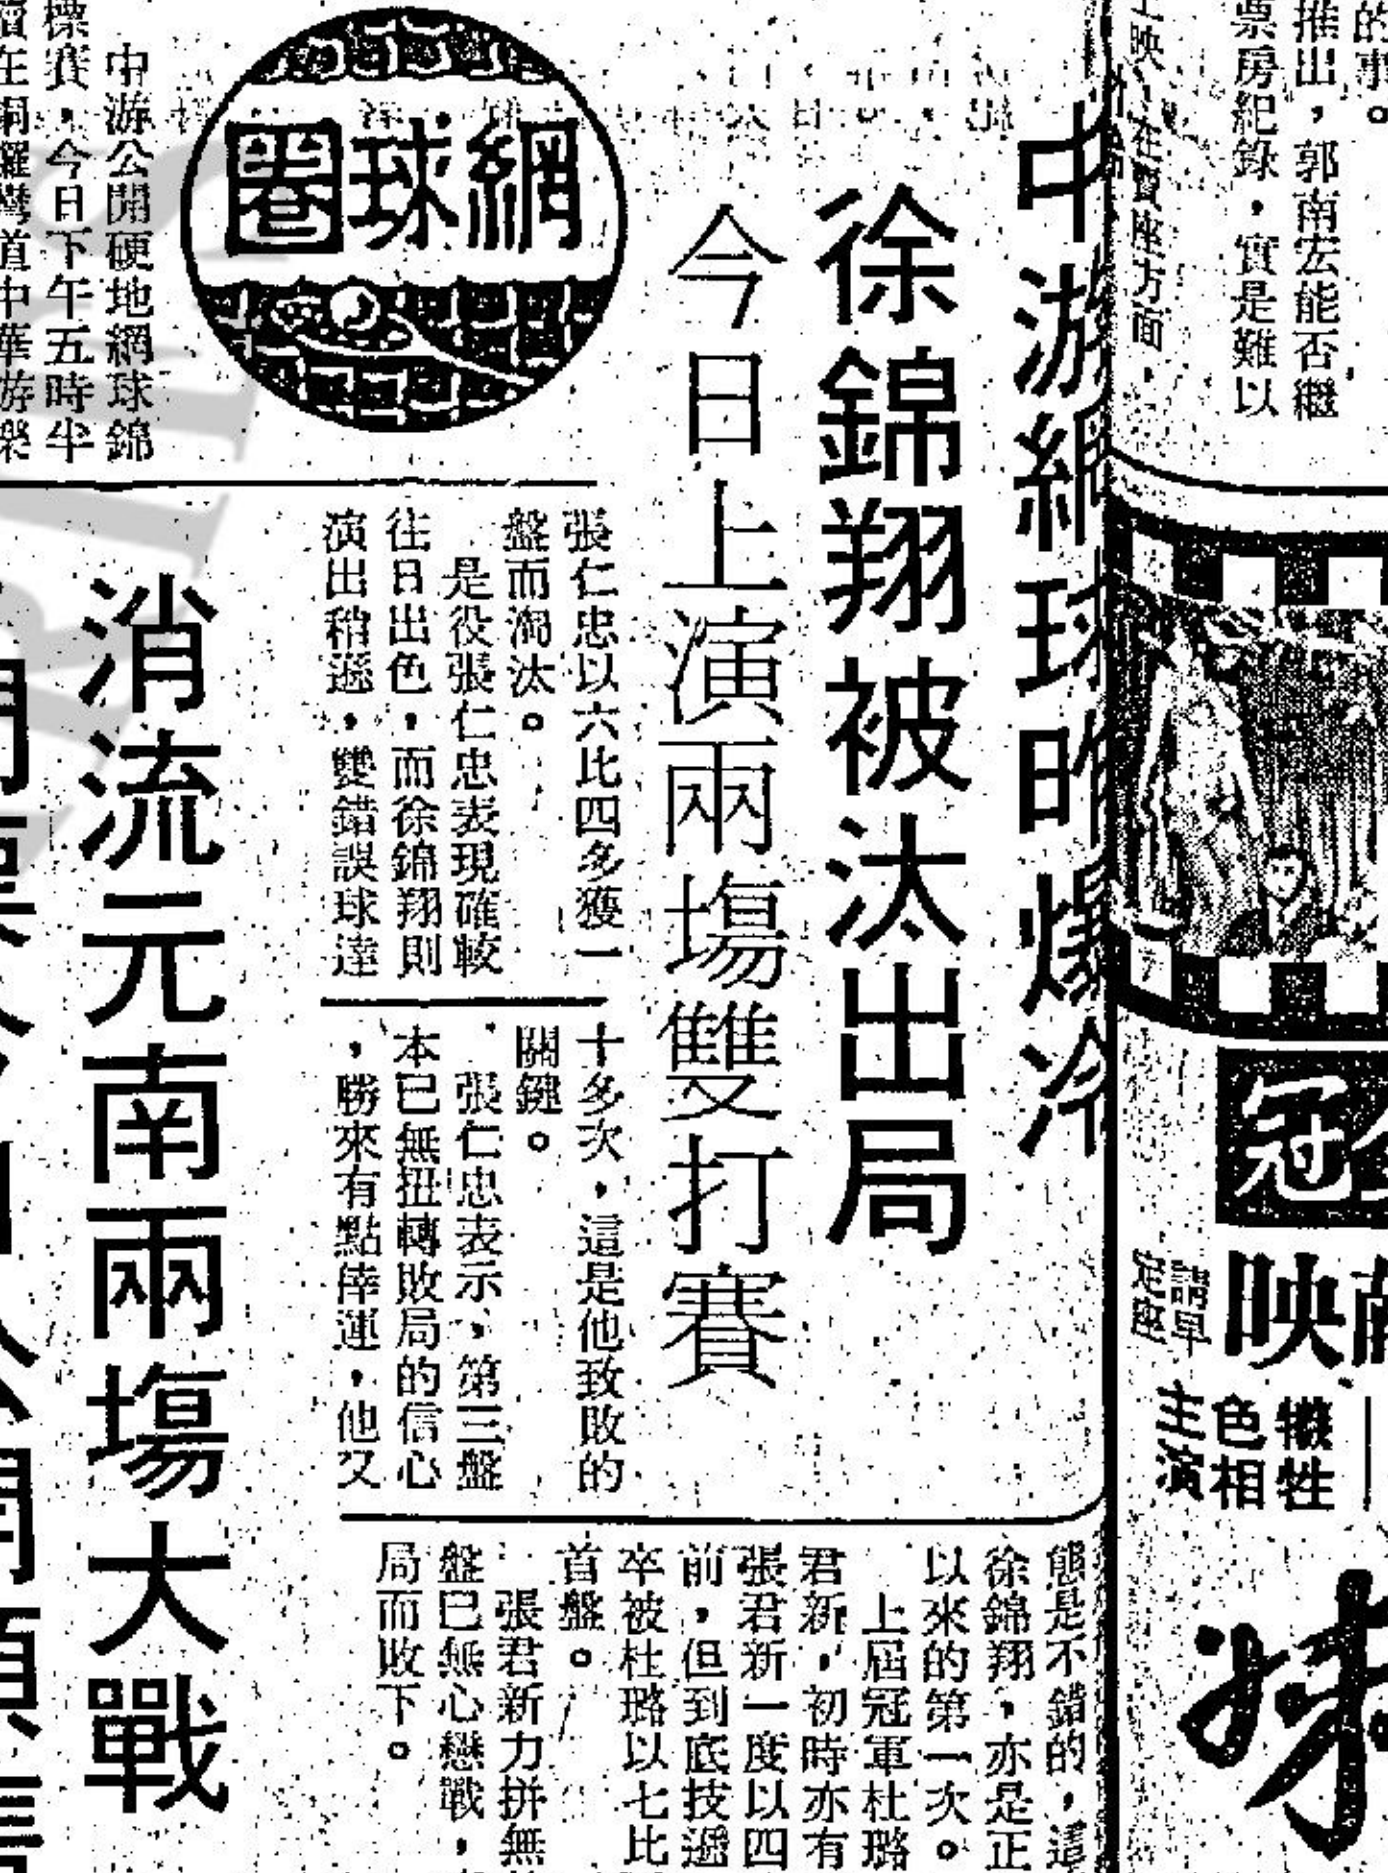 的事。
推出，郭南宏能否繼
票房紀錄，實是難以
上映，在賣座方面，
冠
請早
定座
映
犧牲
色相
主演
中游網球昨爆冷
徐錦翔被汰出局
今日上演兩場雙打賽
網球圈
中游公開硬地網球錦
標賽，今日下午五時半
在銅鑼灣道中華游樂
張仁忠以六比四多獲一
盤而淘汰。
是役張仁忠表現確較
往日出色，而徐錦翔則
演出稍遜，雙錯誤球達
十多次，這是他致敗的
關鍵。
張仁忠表示，第三盤
本已無扭轉敗局的信心
，勝來有點倖運，他又
態是不錯的，這
徐錦翔，亦是正
以來的第一次。
上屆冠軍杜璐
君新，初時亦有
張君新一度以四
前，但到底技遜
卒被杜璐以七比
首盤。
張君新力拼無
盤已無心戀戰，
局而敗下。
消流元南兩場大戰